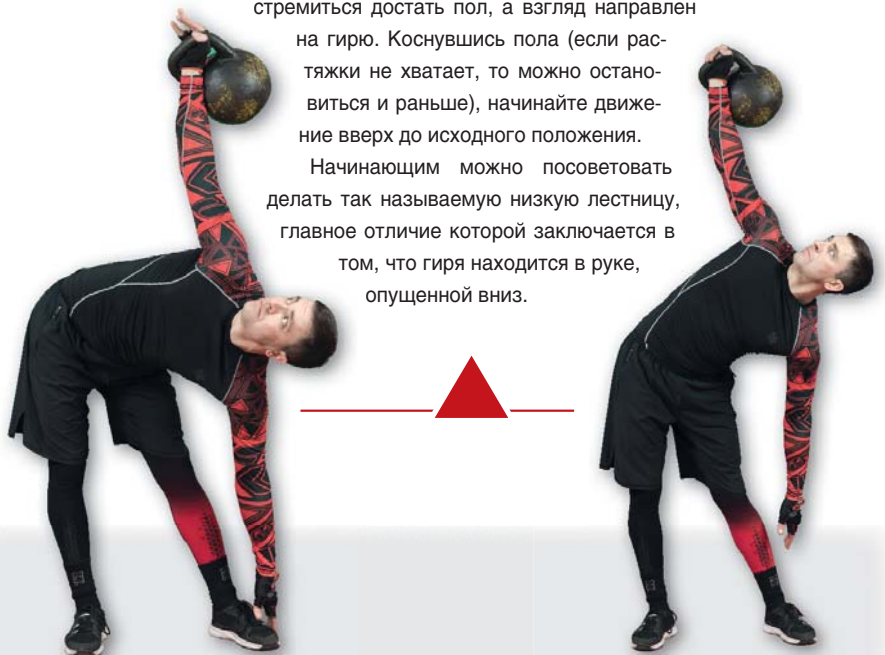 стремиться достать пол, а взгляд направлен
на гирю. Коснувшись пола (если рас-
тяжки не хватает, то можно остано-
виться и раньше), начинайте движе-
ние вверх до исходного положения.
Начинающим можно посоветовать
делать так называемую низкую лестницу,
главное отличие которой заключается в
том, что гиря находится в руке,
опущенной вниз.